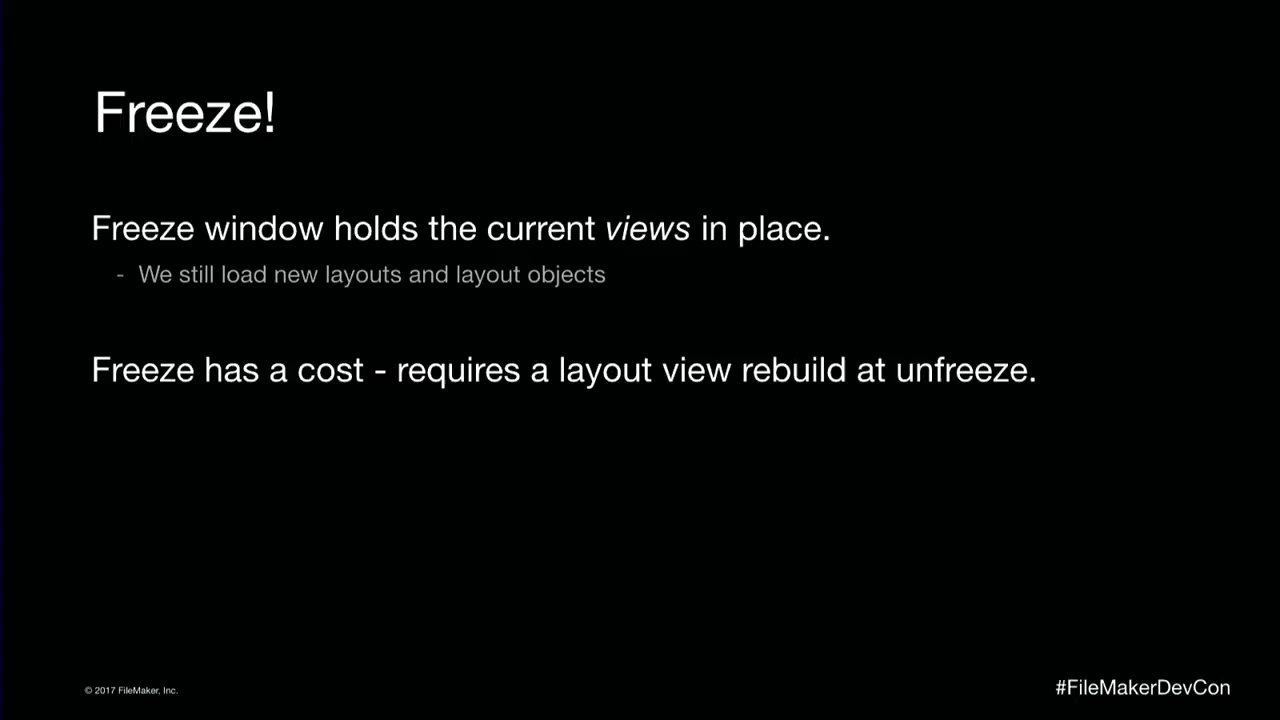 Freeze!
Freeze window holds the current views in place.
- We still load new layouts and layout objects
Freeze has a cost - requires a layout view rebuild at unfreeze.
© 2017 FileMaker, Inc.
#FileMakerDevCon